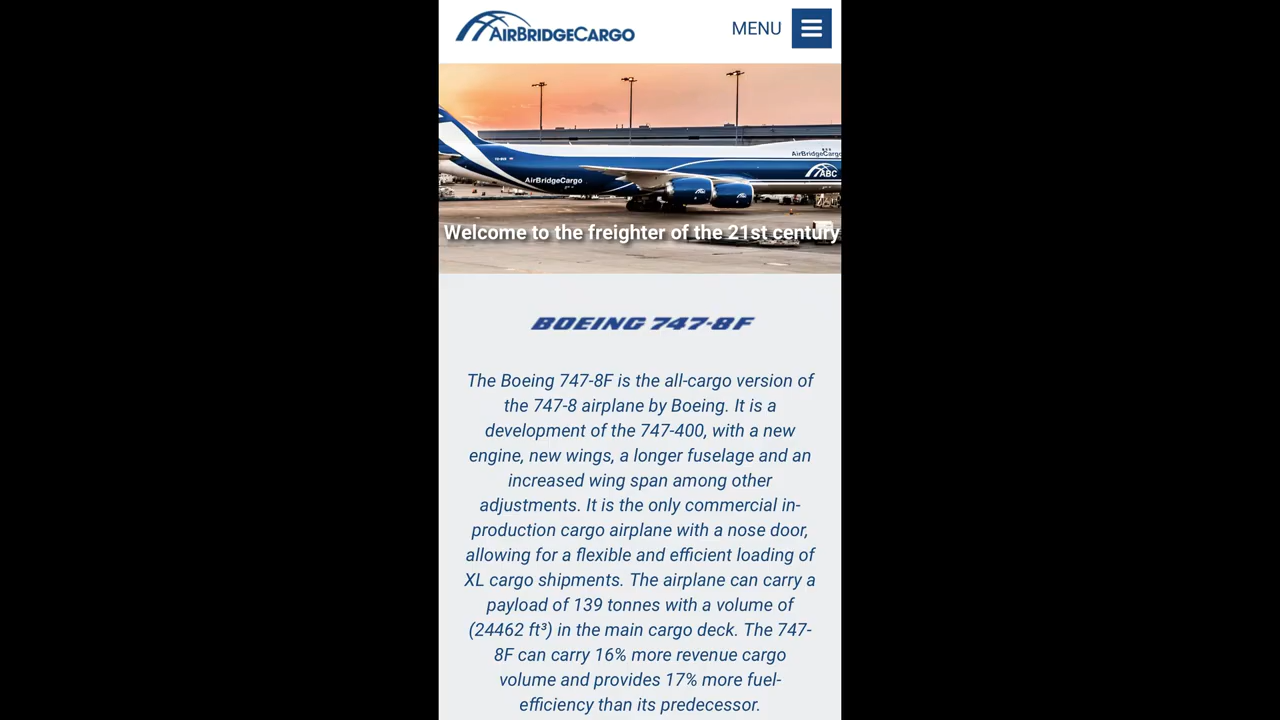 AIRBRIDGECARGO
MENU
AirBridgeCargo
ABC
AirBridgeCargo
Welcome to the freighter of the 21st century
BOEING 747-8F
The Boeing 747-8F is the all-cargo version of
the 747-8 airplane by Boeing. It is a
development of the 747-400, with a new
engine, new wings, a longer fuselage and an
increased wing span among other
adjustments. It is the only commercial in-
production cargo airplane with a nose door,
allowing for a flexible and efficient loading of
XL cargo shipments. The airplane can carry a
payload of 139 tonnes with a volume of
(24462 ft³) in the main cargo deck. The 747-
8F can carry 16% more revenue cargo
volume and provides 17% more fuel-
efficiency than its predecessor.